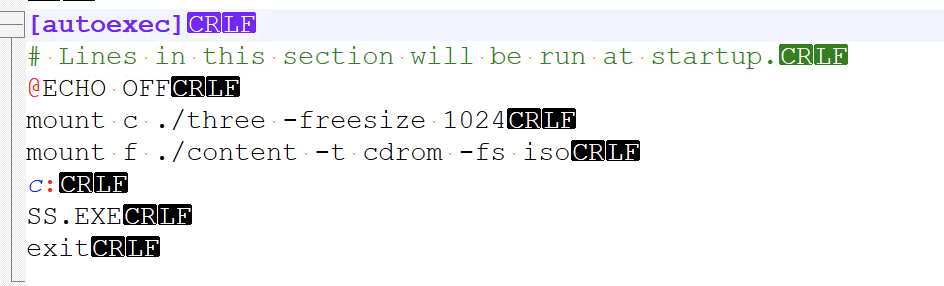 [autoexec]CRLF
# Lines in this section will be run at startup.CRLF
@ECHO OFFCRLF
mount c ./three -freesize 1024CRLF
mount f ./content -t cdrom -fs isoCRLF
c:CRLF
SS.EXECRLF
exitCRLF